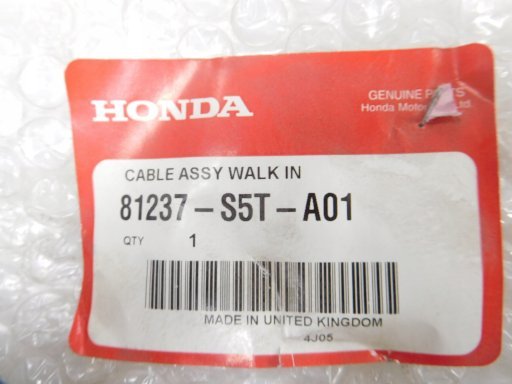 HONDA
GENUINE PARTS
Honda Motor Ltd.
CABLE ASSY WALK IN
81237-S5T-A01
QTY 1
MADE IN UNITED KINGDOM
4J05